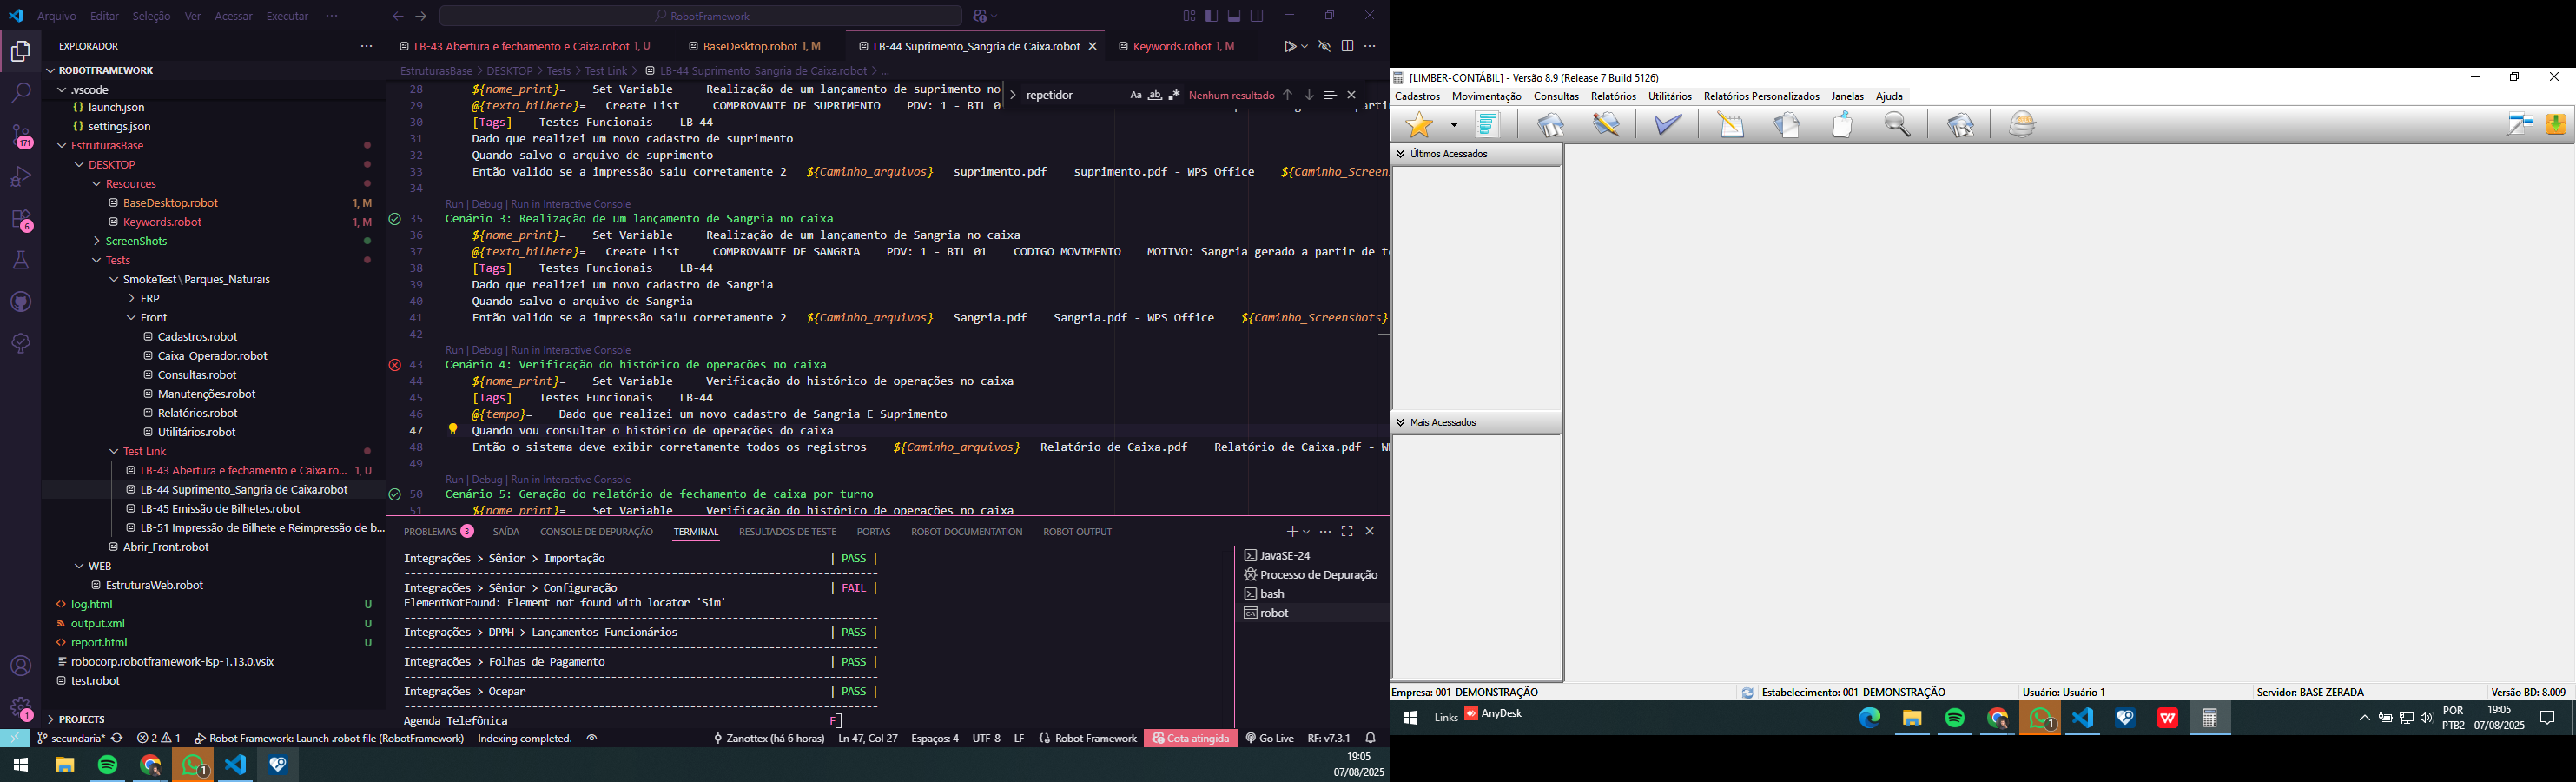 Arquivo Editar Seleção Ver Acessar Executar ··· RobotFramework
EXPLORADOR
ROBOTFRAMEWORK
.vscode
launch.json
settings.json
EstruturasBase
DESKTOP
Resources
BaseDesktop.robot 1, M
Keywords.robot 1, M
ScreenShots
Tests
SmokeTest\Parques_Naturais
ERP
Front
Cadastros.robot
Caixa_Operador.robot
Consultas.robot
Manutenções.robot
Relatórios.robot
Utilitários.robot
Test Link
LB-43 Abertura e fechamento e Caixa.ro... 1, U
LB-44 Suprimento_Sangria de Caixa.robot
LB-45 Emissão de Bilhetes.robot
LB-51 Impressão de Bilhete e Reimpressão de b...
Abrir_Front.robot
WEB
EstruturaWeb.robot
log.html U
output.xml U
report.html U
robocorp.robotframework-lsp-1.13.0.vsix
test.robot
PROJECTS
171
6
1
LB-43 Abertura e fechamento e Caixa.robot 1, U BaseDesktop.robot 1, M LB-44 Suprimento_Sangria de Caixa.robot Keywords.robot 1, M
EstruturasBase > DESKTOP > Tests > Test Link > LB-44 Suprimento_Sangria de Caixa.robot > ...
repetidor Aa ab .* Nenhum resultado
28 ${nome_print}= Set Variable Realização de um lançamento de suprimento no
29 @{texto_bilhete}= Create List COMPROVANTE DE SUPRIMENTO PDV: 1 - BIL 01
30 [Tags] Testes Funcionais LB-44
31 Dado que realizei um novo cadastro de suprimento
32 Quando salvo o arquivo de suprimento
33 Então valido se a impressão saiu corretamente 2 ${Caminho_arquivos} suprimento.pdf suprimento.pdf - WPS Office ${Caminho_Screen
34
Run | Debug | Run in Interactive Console
35 Cenário 3: Realização de um lançamento de Sangria no caixa
36 ${nome_print}= Set Variable Realização de um lançamento de Sangria no caixa
37 @{texto_bilhete}= Create List COMPROVANTE DE SANGRIA PDV: 1 - BIL 01 CODIGO MOVIMENTO MOTIVO: Sangria gerado a partir de t
38 [Tags] Testes Funcionais LB-44
39 Dado que realizei um novo cadastro de Sangria
40 Quando salvo o arquivo de Sangria
41 Então valido se a impressão saiu corretamente 2 ${Caminho_arquivos} Sangria.pdf Sangria.pdf - WPS Office ${Caminho_Screenshots}
42
Run | Debug | Run in Interactive Console
43 Cenário 4: Verificação do histórico de operações no caixa
44 ${nome_print}= Set Variable Verificação do histórico de operações no caixa
45 [Tags] Testes Funcionais LB-44
46 @{tempo}= Dado que realizei um novo cadastro de Sangria E Suprimento
47 Quando vou consultar o histórico de operações do caixa
48 Então o sistema deve exibir corretamente todos os registros ${Caminho_arquivos} Relatório de Caixa.pdf Relatório de Caixa.pdf - W
49
Run | Debug | Run in Interactive Console
50 Cenário 5: Geração do relatório de fechamento de caixa por turno
51 ${nome_print}= Set Variable Verificação do histórico de operações no caixa
PROBLEMAS 3 SAÍDA CONSOLE DE DEPURAÇÃO TERMINAL RESULTADOS DE TESTE PORTAS ROBOT DOCUMENTATION ROBOT OUTPUT
Integrações > Sênior > Importação | PASS |
Integrações > Sênior > Configuração | FAIL |
ElementNotFound: Element not found with locator 'Sim'
Integrações > DPPH > Lançamentos Funcionários | PASS |
Integrações > Folhas de Pagamento | PASS |
Integrações > Ocepar | PASS |
Agenda Telefônica F
JavaSE-24
Processo de Depuração
bash
robot
secundaria* 2 1 Robot Framework: Launch .robot file (RobotFramework) Indexing completed. Zanottex (há 6 horas) Ln 47, Col 27 Espaços: 4 UTF-8 LF Robot Framework Cota atingida Go Live RF: v7.3.1
1
19:05
07/08/2025
[LIMBER-CONTÁBIL] - Versão 8.9 (Release 7 Build 5126)
Cadastros Movimentação Consultas Relatórios Utilitários Relatórios Personalizados Janelas Ajuda
Últimos Acessados
Mais Acessados
Empresa: 001-DEMONSTRAÇÃO Estabelecimento: 001-DEMONSTRAÇÃO Usuário: Usuário 1 Servidor: BASE ZERADA Versão BD: 8.009
Links AnyDesk
1
POR
PTB2
19:05
07/08/2025